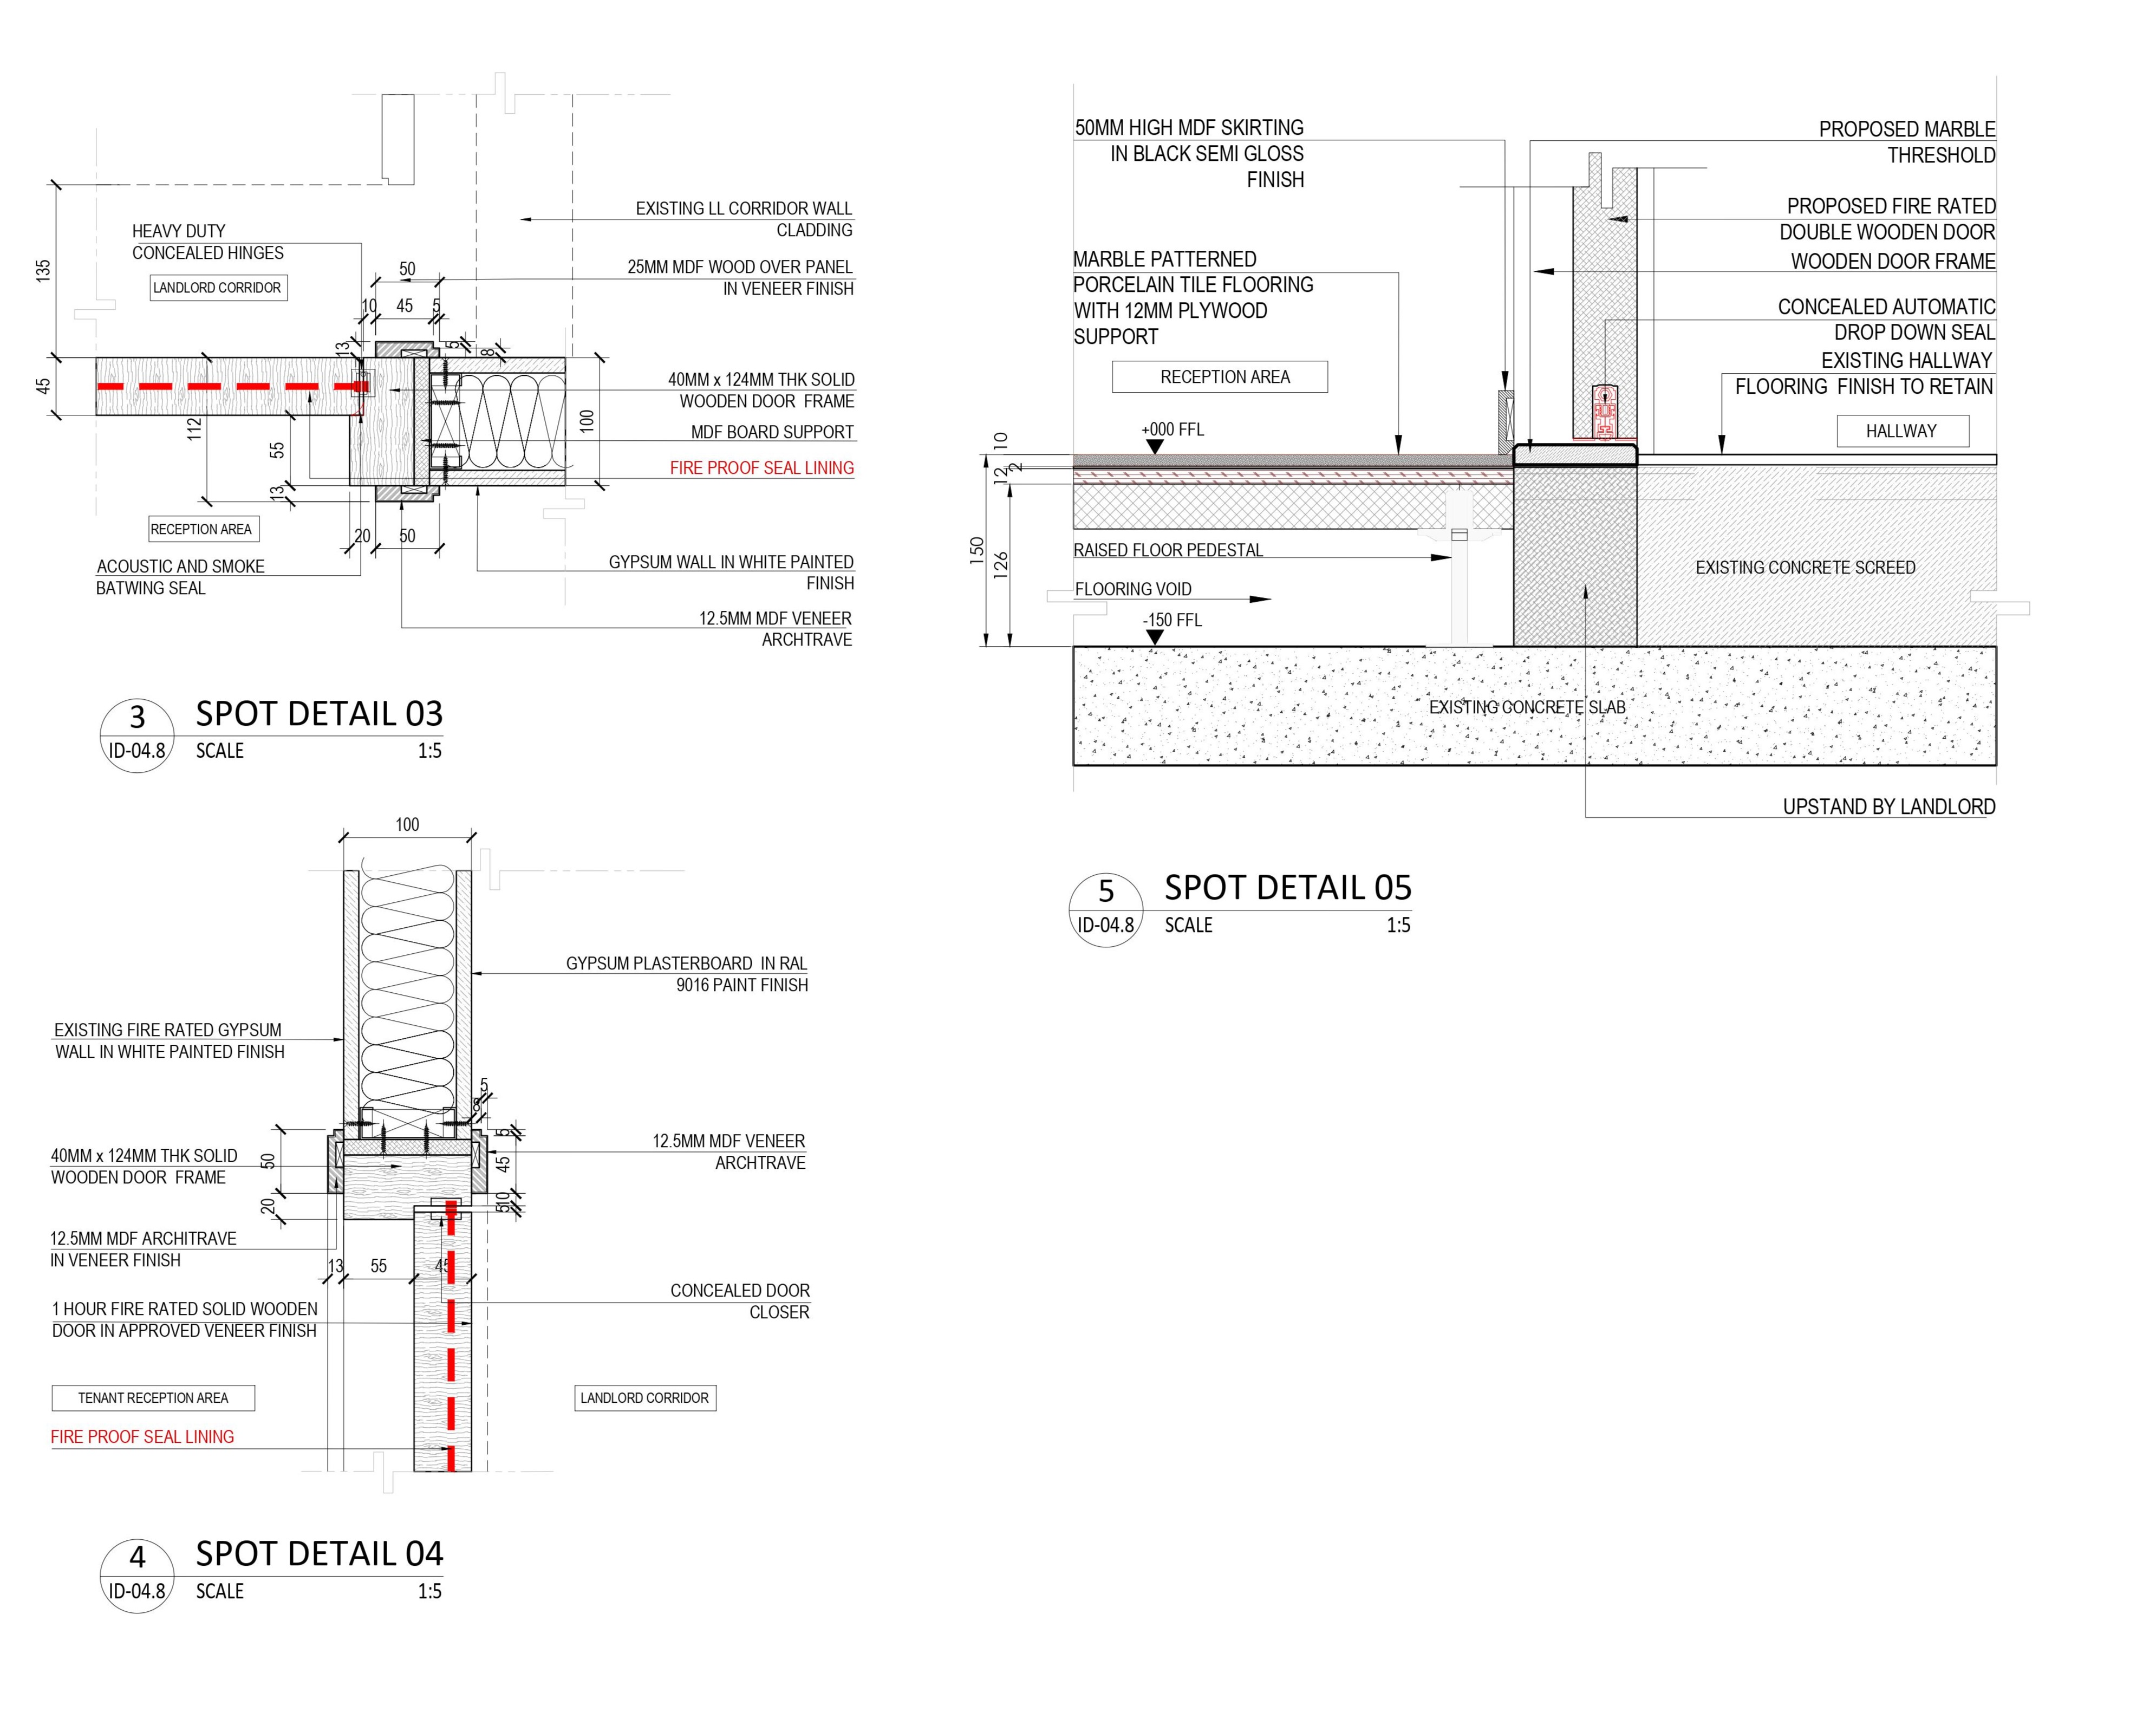 HEAVY DUTY
CONCEALED HINGES
LANDLORD CORRIDOR
EXISTING LL CORRIDOR WALL
CLADDING
25MM MDF WOOD OVER PANEL
IN VENEER FINISH
40MM x 124MM THK SOLID
WOODEN DOOR FRAME
MDF BOARD SUPPORT
FIRE PROOF SEAL LINING
RECEPTION AREA
ACOUSTIC AND SMOKE
BATWING SEAL
GYPSUM WALL IN WHITE PAINTED
FINISH
12.5MM MDF VENEER
ARCHTRAVE
135
45
50
10 45 5
13
5
8
112
55
13
100
20 50
3 SPOT DETAIL 03
ID-04.8 SCALE 1:5
50MM HIGH MDF SKIRTING
IN BLACK SEMI GLOSS
FINISH
MARBLE PATTERNED
PORCELAIN TILE FLOORING
WITH 12MM PLYWOOD
SUPPORT
RECEPTION AREA
+000 FFL
RAISED FLOOR PEDESTAL
FLOORING VOID
-150 FFL
PROPOSED MARBLE
THRESHOLD
PROPOSED FIRE RATED
DOUBLE WOODEN DOOR
WOODEN DOOR FRAME
CONCEALED AUTOMATIC
DROP DOWN SEAL
EXISTING HALLWAY
FLOORING FINISH TO RETAIN
HALLWAY
EXISTING CONCRETE SCREED
EXISTING CONCRETE SLAB
UPSTAND BY LANDLORD
10
2
12
150
126
5 SPOT DETAIL 05
ID-04.8 SCALE 1:5
100
GYPSUM PLASTERBOARD IN RAL
9016 PAINT FINISH
EXISTING FIRE RATED GYPSUM
WALL IN WHITE PAINTED FINISH
5
8
12.5MM MDF VENEER
ARCHTRAVE
40MM x 124MM THK SOLID
WOODEN DOOR FRAME
50
20
5
45
10
5
12.5MM MDF ARCHITRAVE
IN VENEER FINISH
13 55 45
1 HOUR FIRE RATED SOLID WOODEN
DOOR IN APPROVED VENEER FINISH
CONCEALED DOOR
CLOSER
TENANT RECEPTION AREA
LANDLORD CORRIDOR
FIRE PROOF SEAL LINING
4 SPOT DETAIL 04
ID-04.8 SCALE 1:5